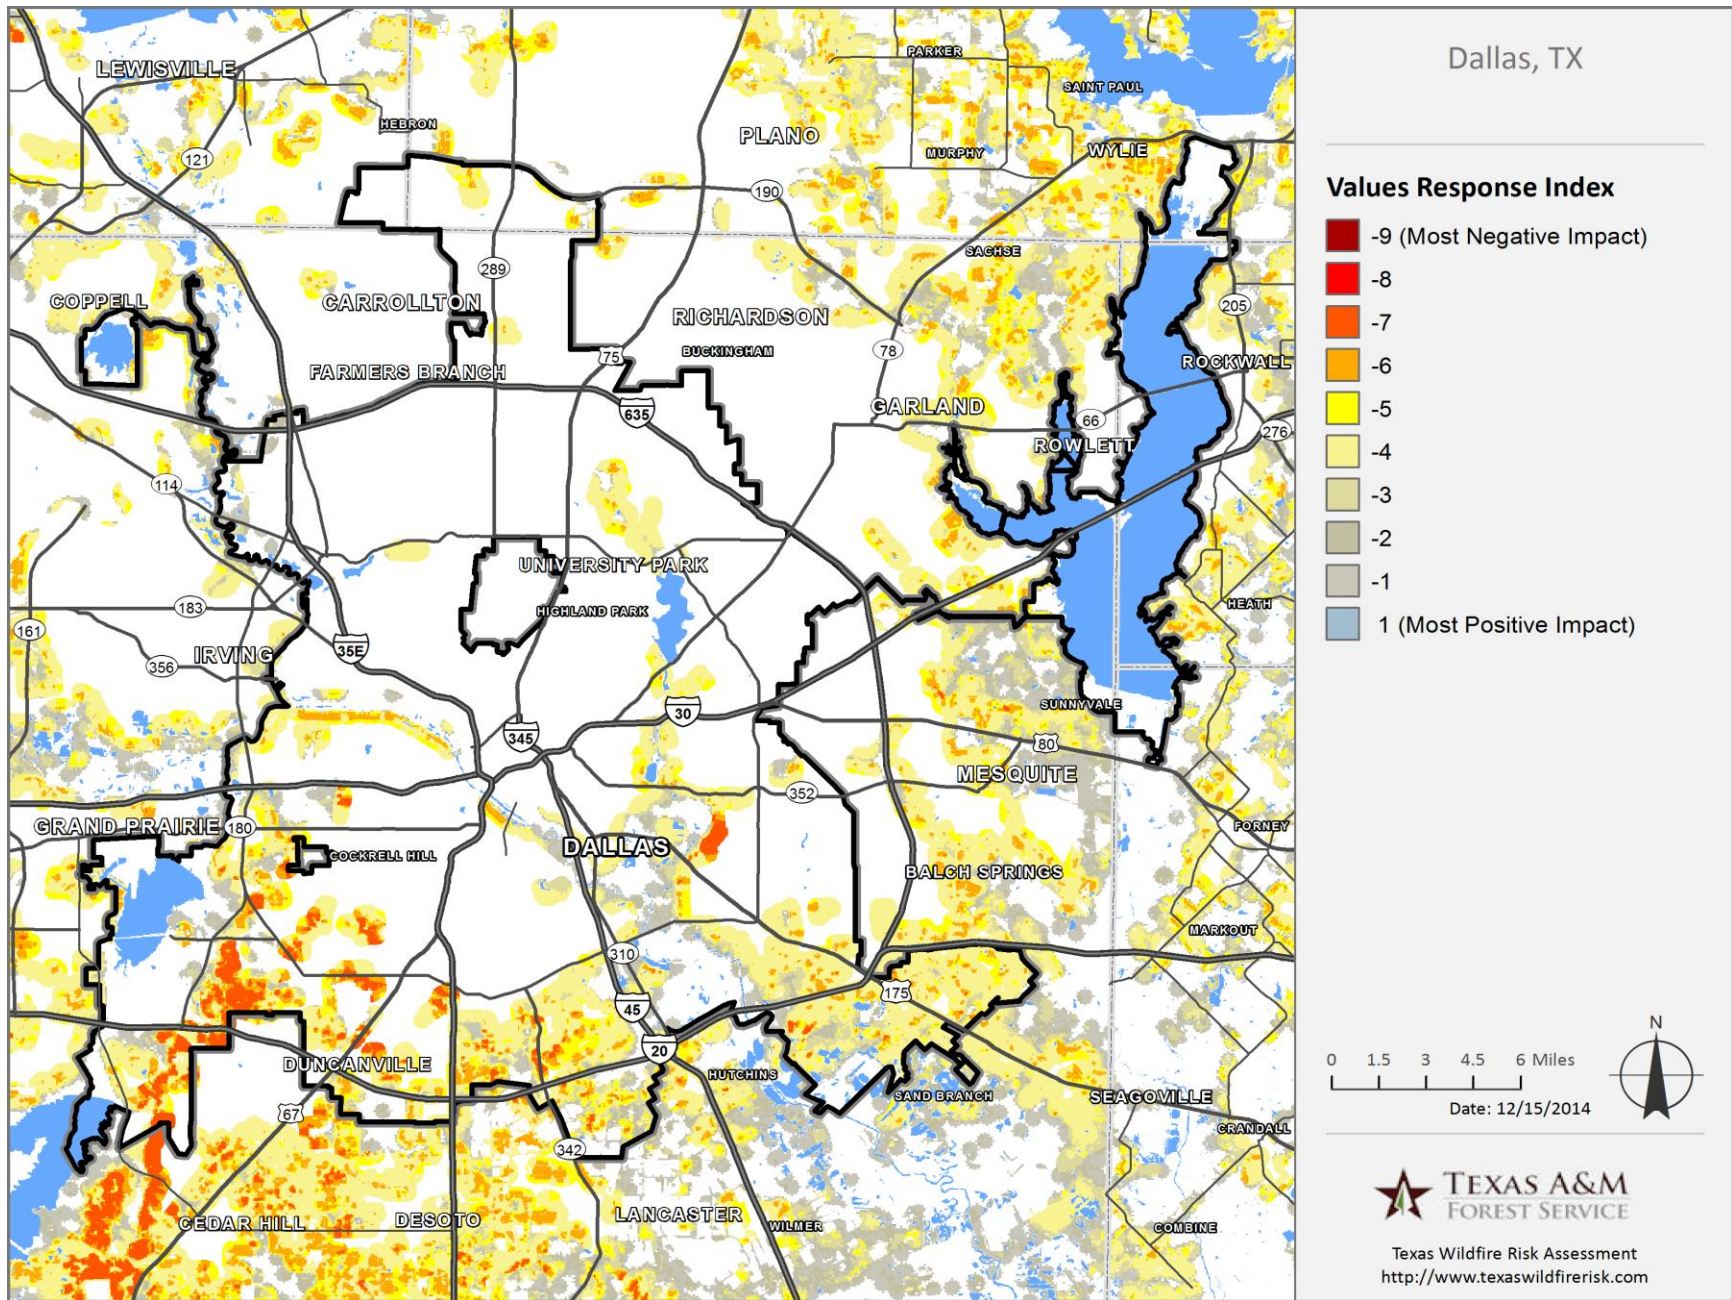 LEWISVILLE
PARKER
SAINT PAUL
HEBRON
PLANO
121
MURPHY
WYLIE
190
SACHSE
289
COPPELL
CARROLLTON
RICHARDSON
205
BUCKINGHAM
75
78
ROCKWALL
FARMERS BRANCH
635
GARLAND
66
276
ROWLETT
114
UNIVERSITY PARK
183
HIGHLAND PARK
HEATH
161
35E
IRVING
356
30
SUNNYVALE
345
80
MESQUITE
352
GRAND PRAIRIE
180
FORNEY
COCKRELL HILL
DALLAS
BALCH SPRINGS
MARKOUT
310
175
45
20
DUNCANVILLE
HUTCHINS
SAND BRANCH
SEAGOVILLE
67
CRANDALL
342
CEDAR HILL
DESOTO
LANCASTER
WILMER
COMBINE
Dallas, TX
Values Response Index
-9 (Most Negative Impact)
-8
-7
-6
-5
-4
-3
-2
-1
1 (Most Positive Impact)
N
0 1.5 3 4.5 6 Miles
Date: 12/15/2014
TEXAS A&M
FOREST SERVICE
Texas Wildfire Risk Assessment
http://www.texaswildfirerisk.com